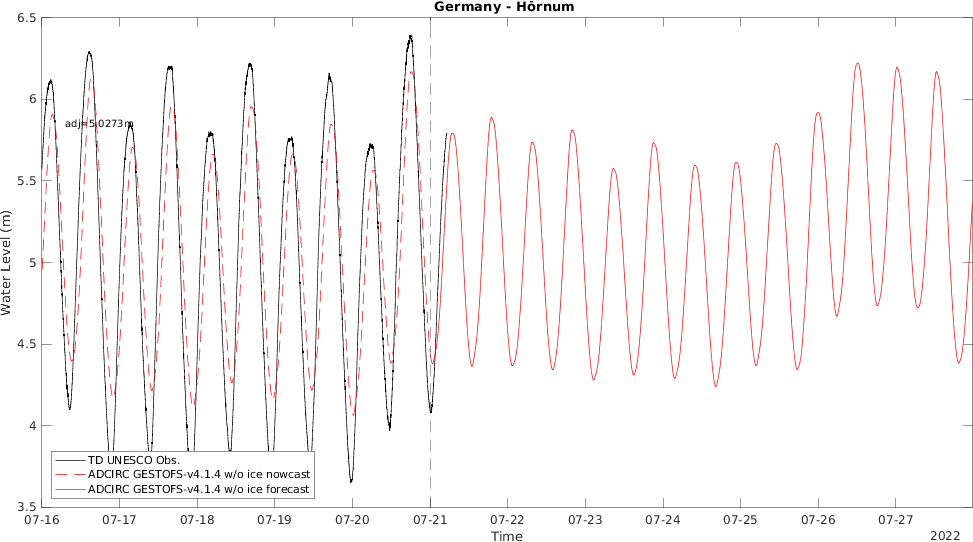 Germany - Hörnum
6.5
6
5.5
5
4.5
4
3.5
Water Level (m)
adj=5.0273m
TD UNESCO Obs.
ADCIRC GESTOFS-v4.1.4 w/o ice nowcast
ADCIRC GESTOFS-v4.1.4 w/o ice forecast
07-16 07-17 07-18 07-19 07-20 07-21 07-22 07-23 07-24 07-25 07-26 07-27
Time
2022